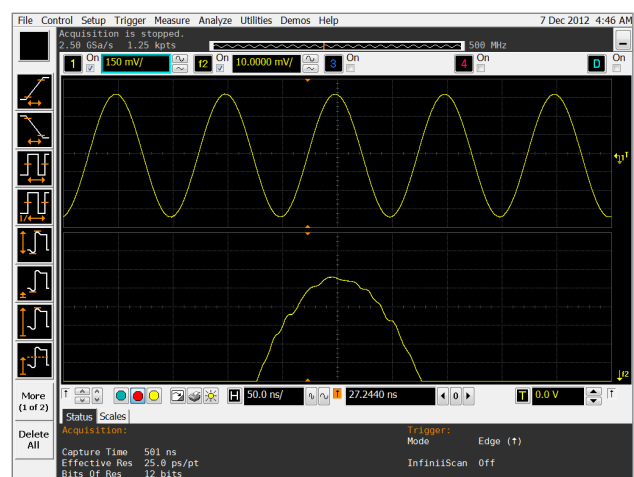 File Control Setup Trigger Measure Analyze Utilities Demos Help 7 Dec 2012 4:46 AM
Acquisition is stopped.
2.50 GSa/s 1.25 kpts 500 MHz
1 On 150 mV/ f2 On 10.0000 mV/ 3 On 4 On D On
1T
f2
1/
More
(1 of 2)
Delete
All
T H 50.0 ns/ T 27.2440 ns 0 T 0.0 V T
Status Scales
Acquisition: Trigger:
Mode Edge (↑)
Capture Time 501 ns
Effective Res 25.0 ps/pt InfiniiScan Off
Bits Of Res 12 bits